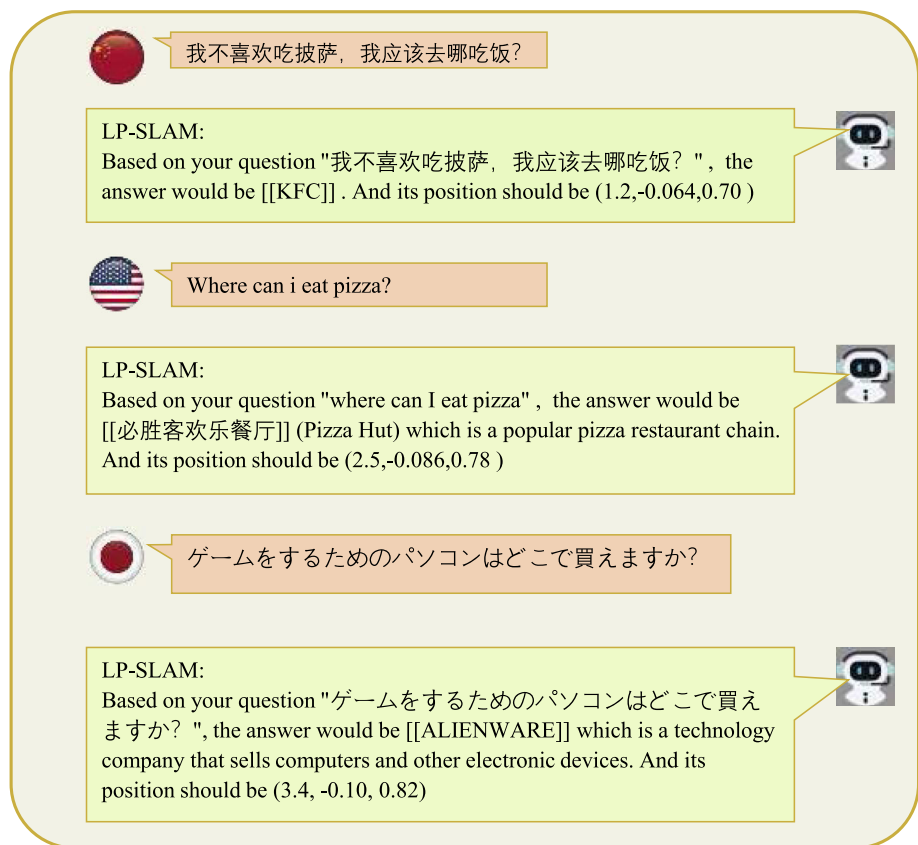 我不喜欢吃披萨，我应该去哪吃饭？
LP-SLAM:
Based on your question "我不喜欢吃披萨，我应该去哪吃饭？" , the
answer would be [[KFC]] . And its position should be (1.2,-0.064,0.70 )
Where can i eat pizza?
LP-SLAM:
Based on your question "where can I eat pizza" , the answer would be
[[必胜客欢乐餐厅]] (Pizza Hut) which is a popular pizza restaurant chain.
And its position should be (2.5,-0.086,0.78 )
ゲームをするためのパソコンはどこで買えますか？
LP-SLAM:
Based on your question "ゲームをするためのパソコンはどこで買え
ますか？", the answer would be [[ALIENWARE]] which is a technology
company that sells computers and other electronic devices. And its
position should be (3.4, -0.10, 0.82)